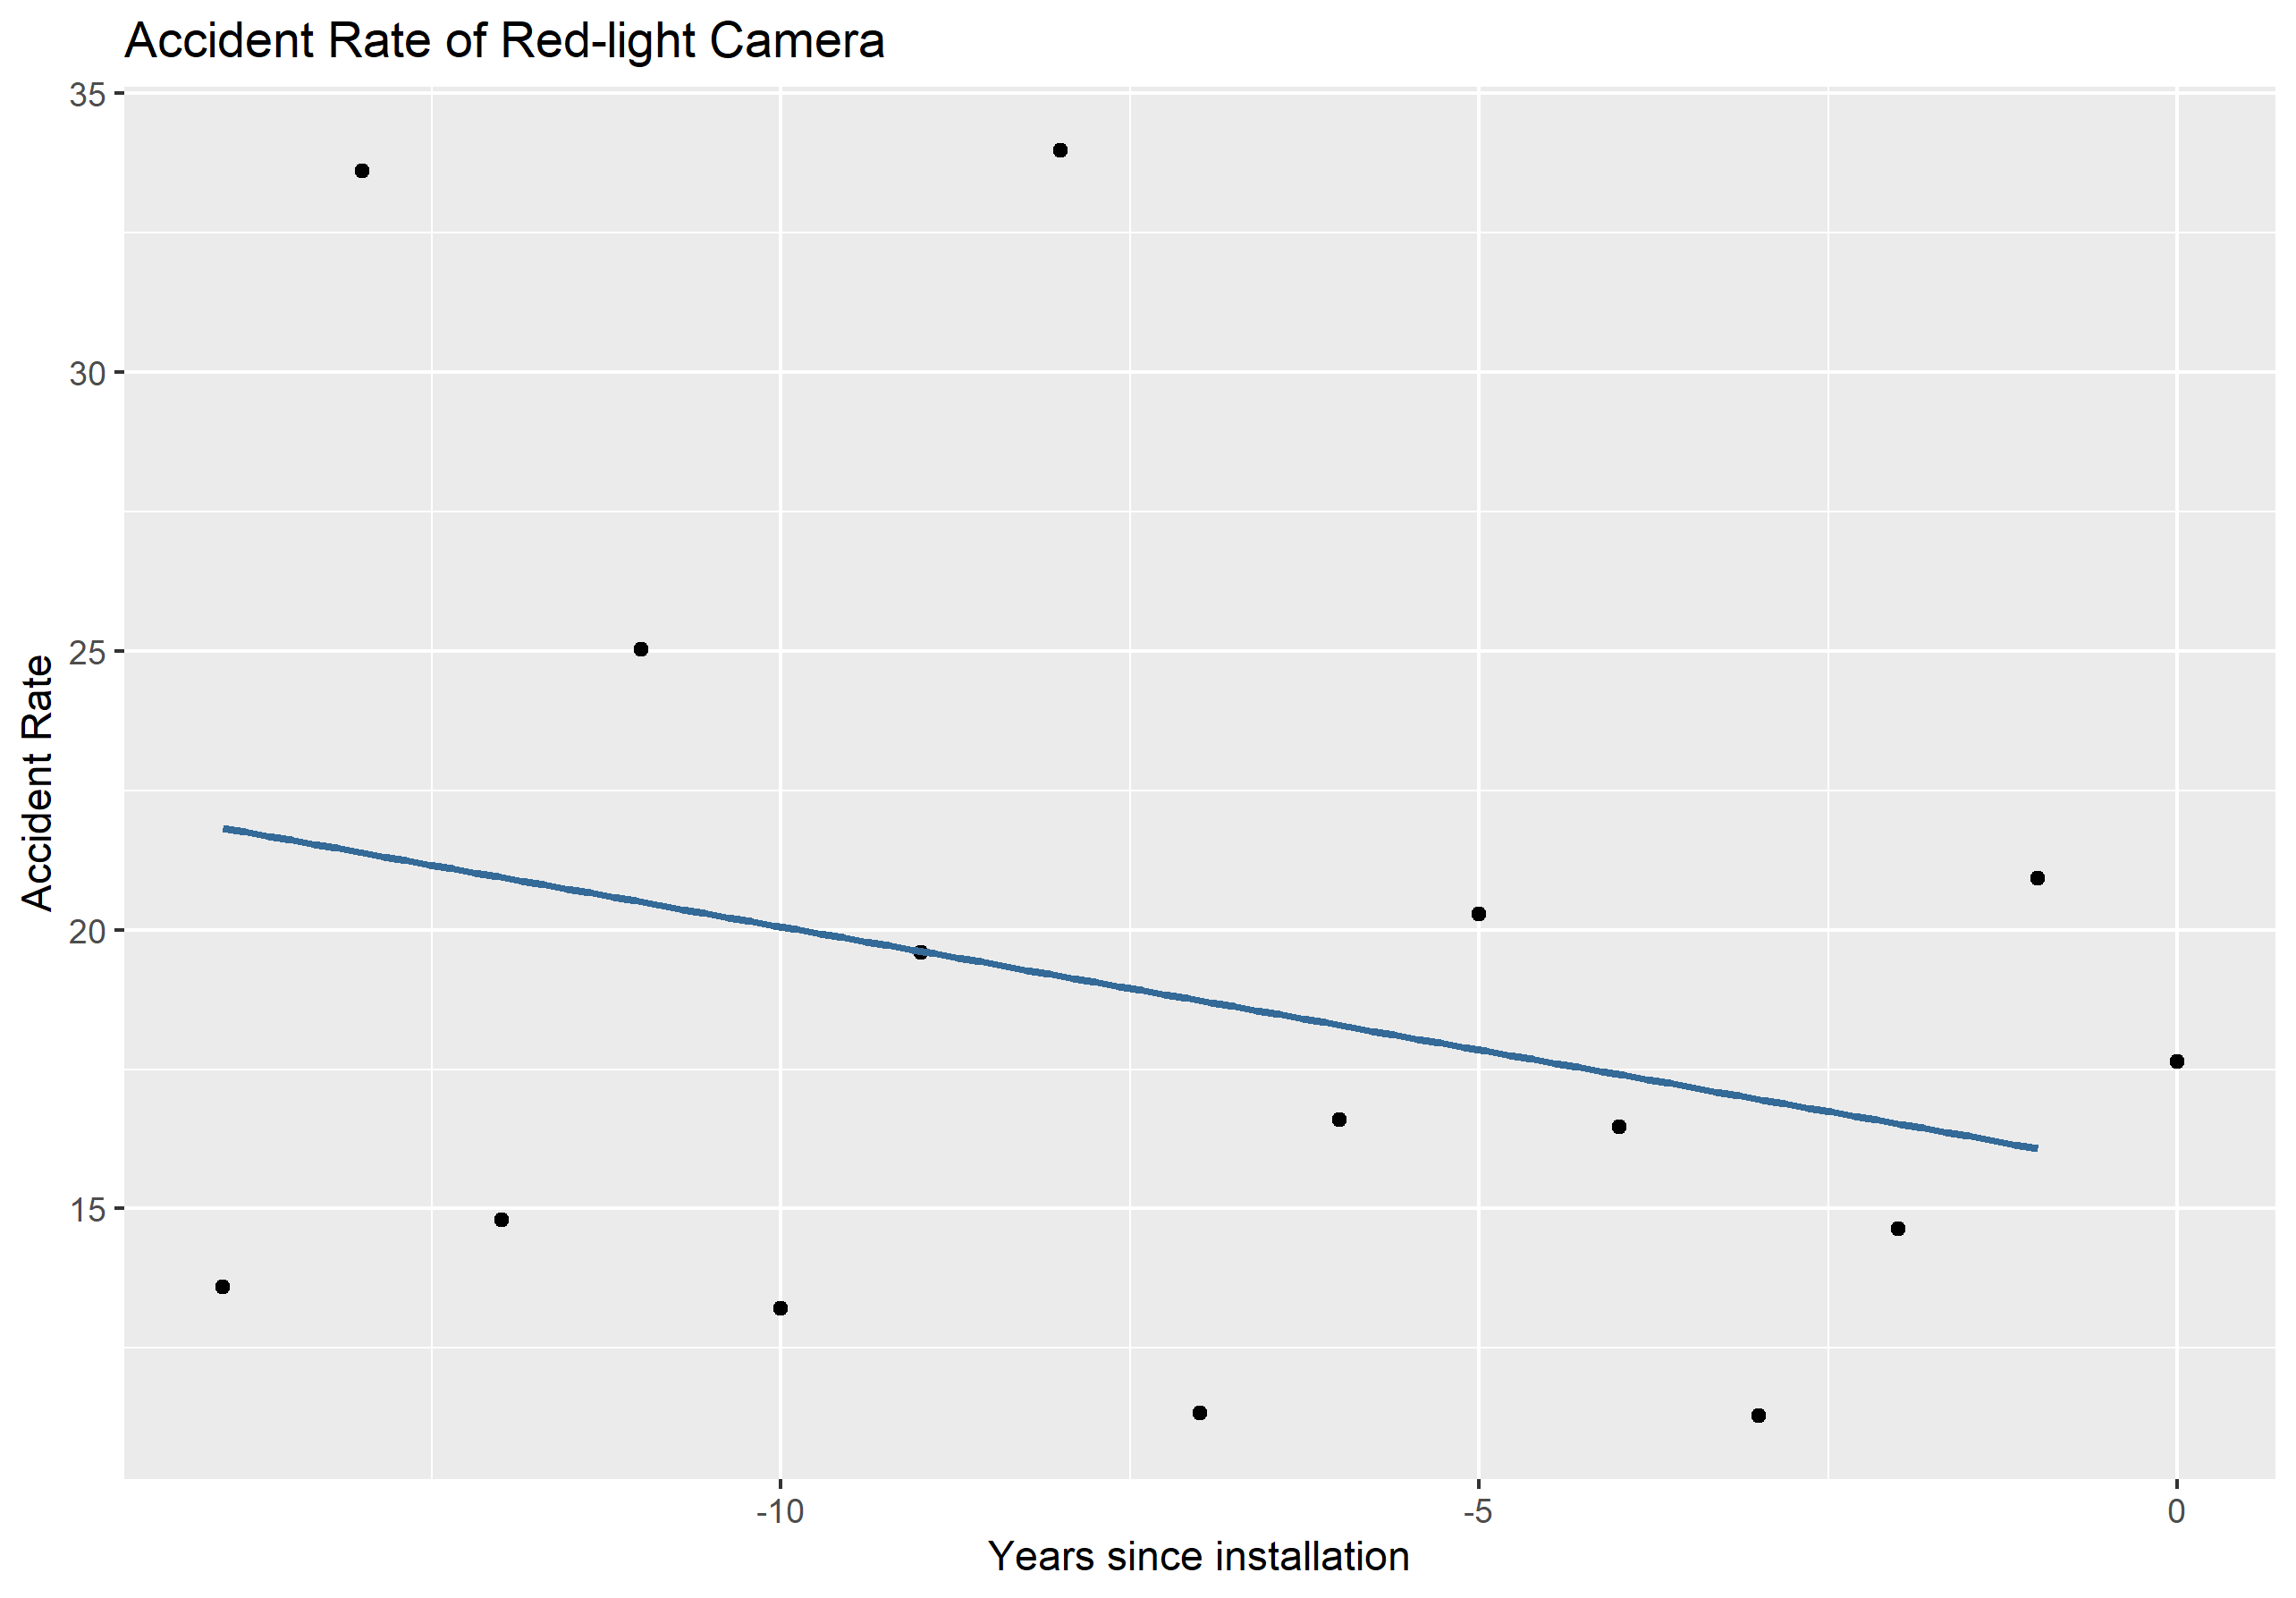 Accident Rate of Red-light Camera
35
30
25
20
15
Accident Rate
-10
-5
0
Years since installation